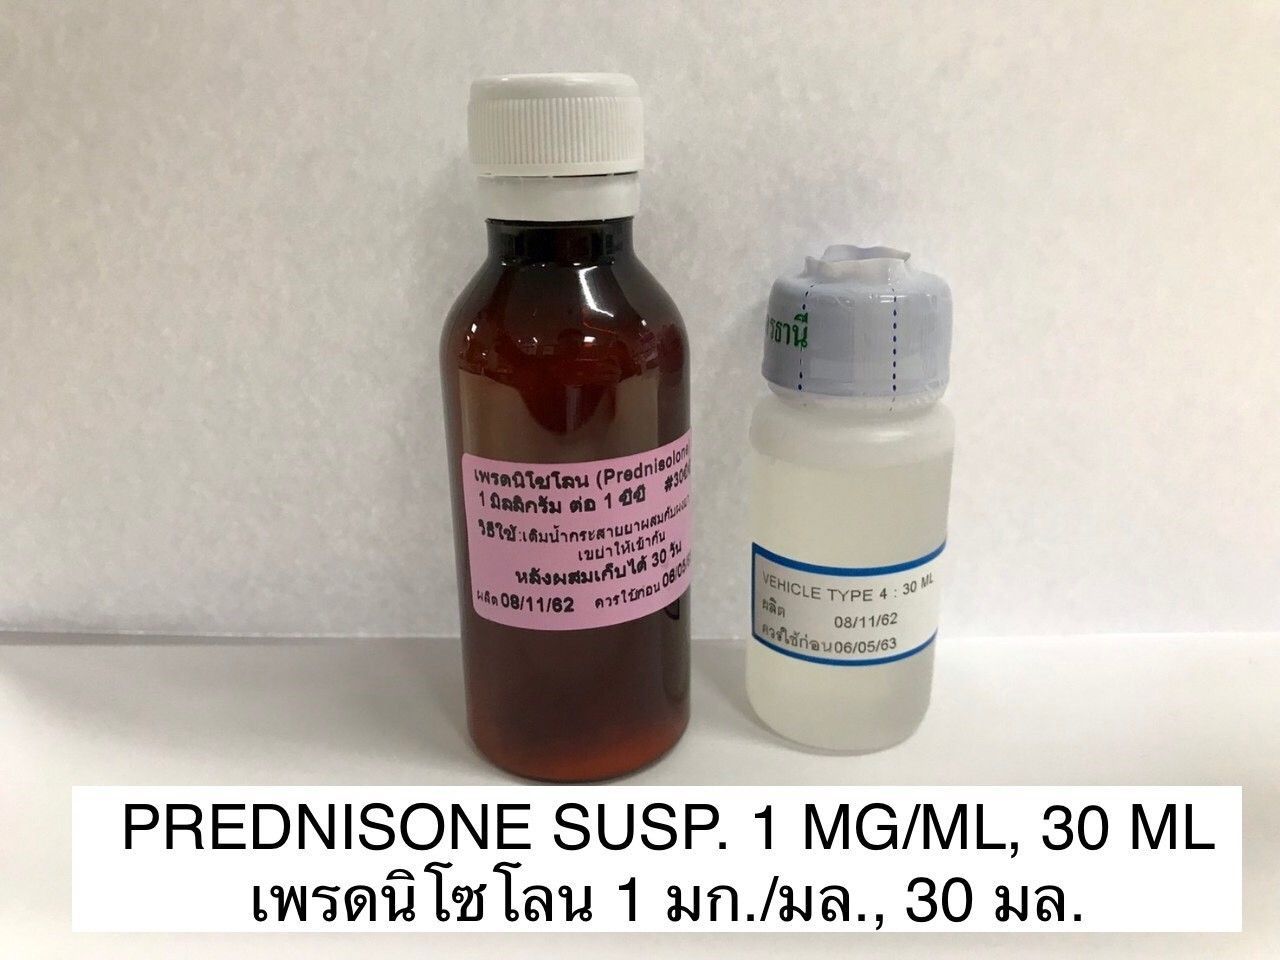 เพรดนิโซโลน (Prednisolone)
1 มิลลิกรัม ต่อ 1 ซีซี
วิธีใช้:เติมน้ำกระสายยาผสมกับผงยา
เขย่าให้เข้ากัน
หลังผสมเก็บได้ 30 วัน
ผลิต 08/11/62 ควรใช้ก่อน
รธานี
VEHICLE TYPE 4 : 30 ML
ผลิต
08/11/62
ควรใช้ก่อน 06/05/63
PREDNISONE SUSP. 1 MG/ML, 30 ML
เพรดนิโซโลน 1 มก./มล., 30 มล.